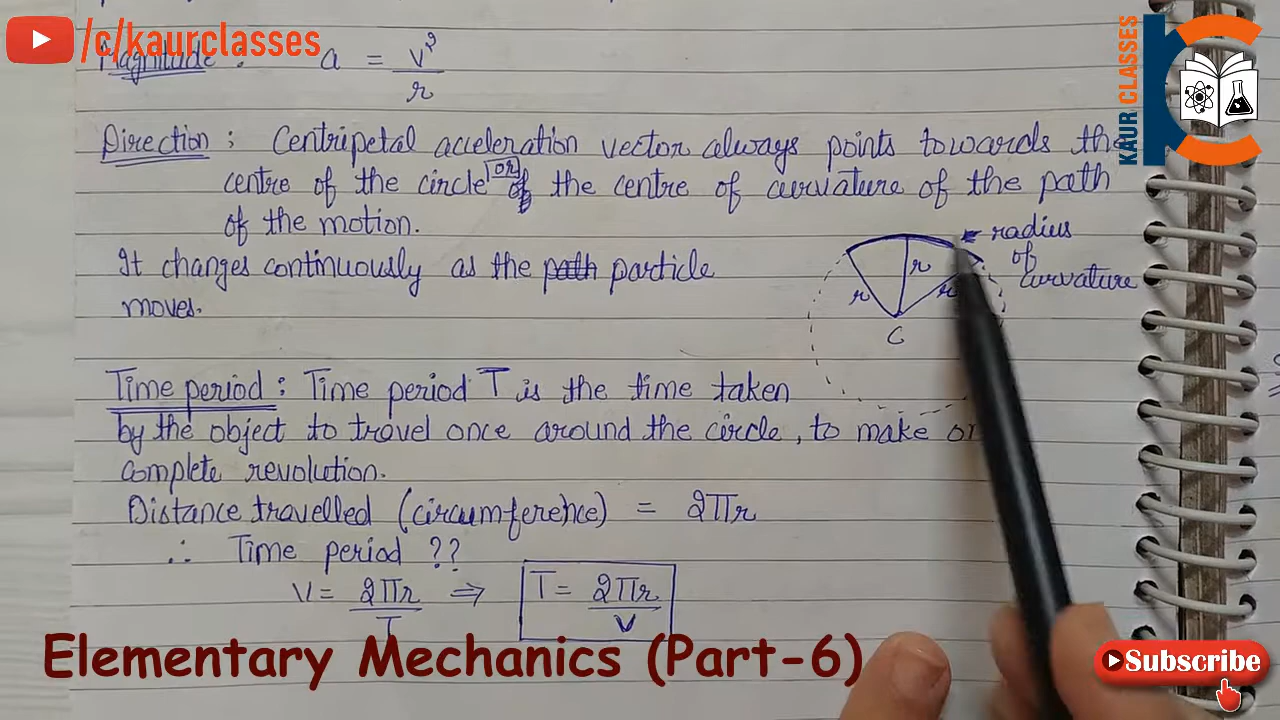 /c/kaurclasses
KAUR CLASSES
Magnitude : a = v²/r
Direction : Centripetal acceleration vector always points towards the
centre of the circle or the centre of curvature of the path
of the motion.
It changes continuously as the path particle
moves.
radius
of
curvature
r
r
r
C
Time period : Time period T is the time taken
by the object to travel once around the circle, to make
complete revolution.
Distance travelled (circumference) = 2πr
∴ Time period ??
V = 2πr/T ⇒ T = 2πr/V
Elementary Mechanics (Part-6)
Subscribe